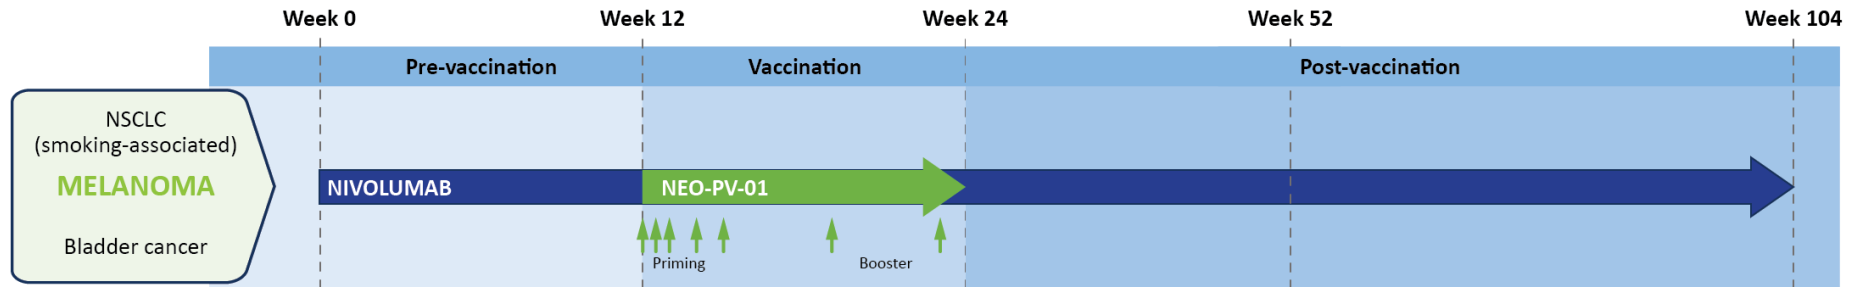 Week 0
Week 12
Week 24
Week 52
Week 104
Pre-vaccination
Vaccination
Post-vaccination
NSCLC
(smoking-associated)
MELANOMA
Bladder cancer
NIVOLUMAB
NEO-PV-01
Priming
Booster